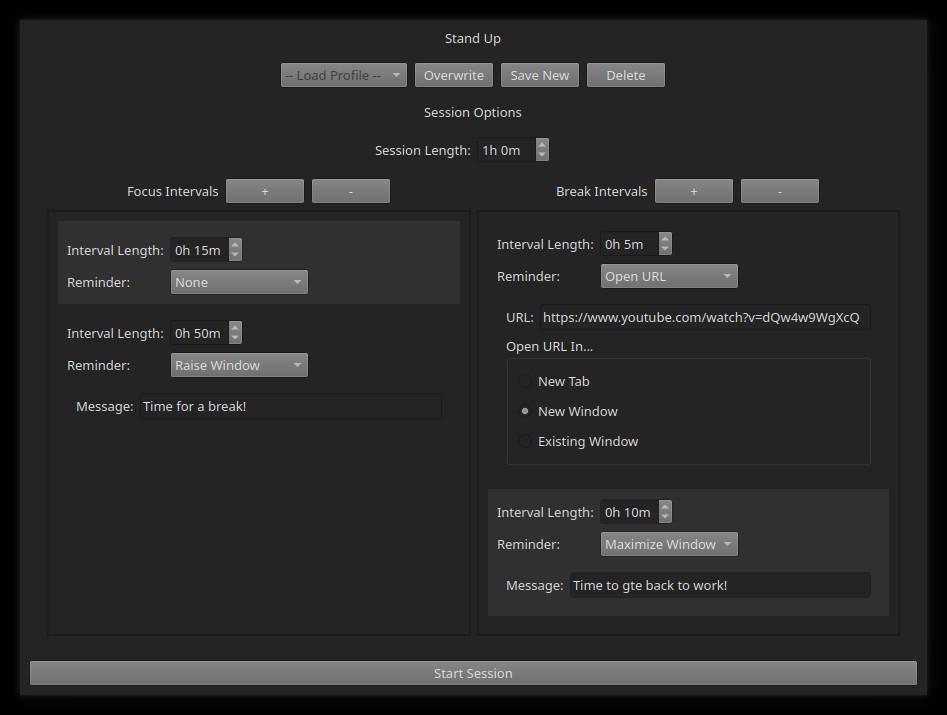 Stand Up
-- Load Profile -- Overwrite Save New Delete
Session Options
Session Length: 1h 0m
Focus Intervals + -
Interval Length: 0h 15m
Reminder: None
Interval Length: 0h 50m
Reminder: Raise Window
Message: Time for a break!
Break Intervals + -
Interval Length: 0h 5m
Reminder: Open URL
URL: https://www.youtube.com/watch?v=dQw4w9WgXcQ
Open URL In...
New Tab
New Window
Existing Window
Interval Length: 0h 10m
Reminder: Maximize Window
Message: Time to gte back to work!
Start Session